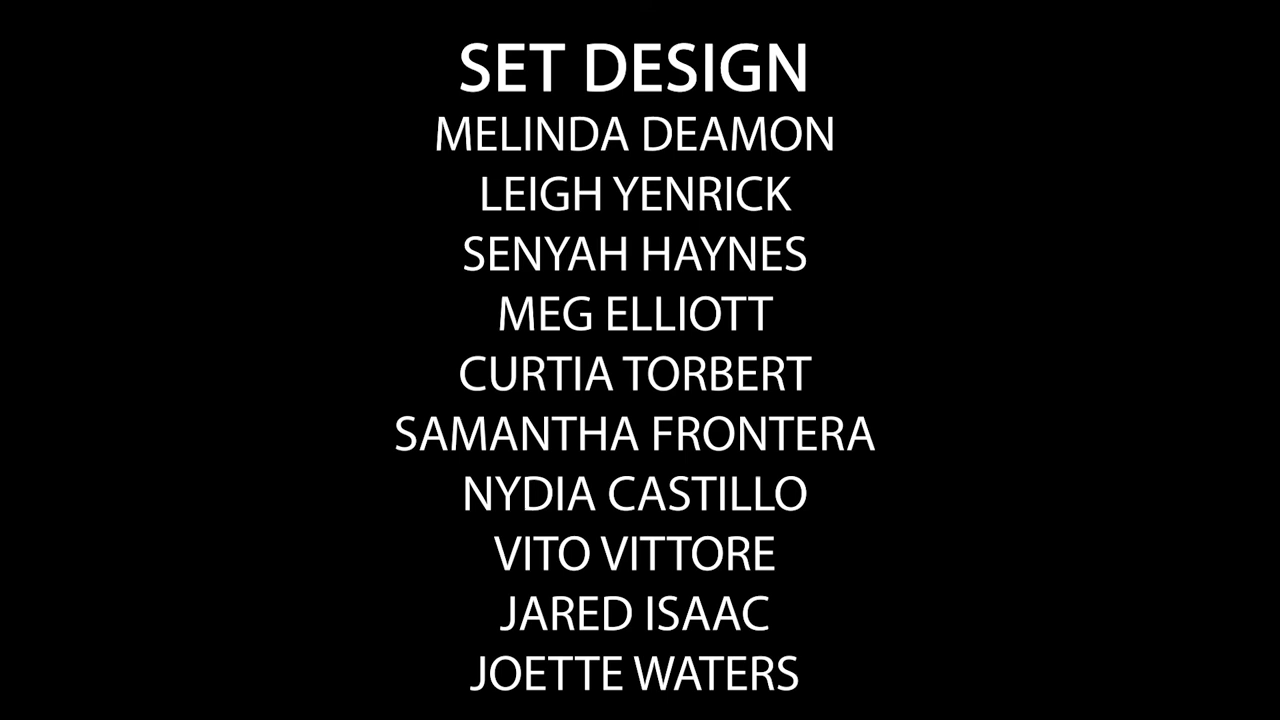 SET DESIGN
MELINDA DEAMON
LEIGH YENRICK
SENYAH HAYNES
MEG ELLIOTT
CURTIA TORBERT
SAMANTHA FRONTERA
NYDIA CASTILLO
VITO VITTORE
JARED ISAAC
JOETTE WATERS